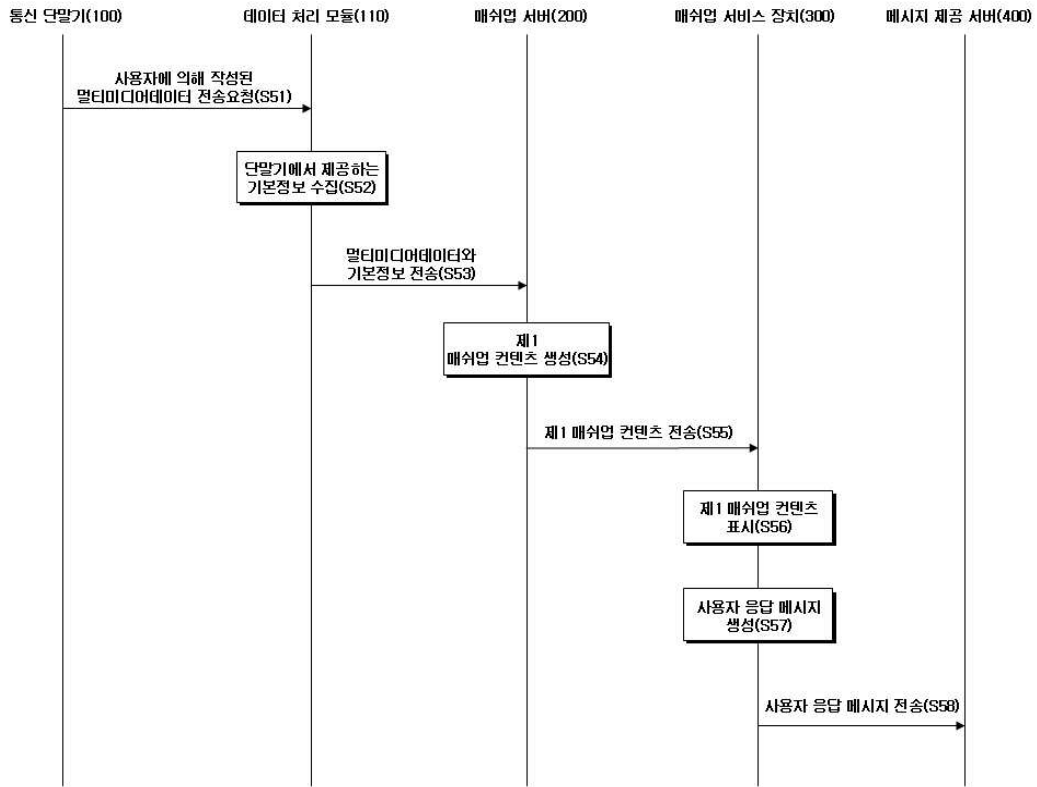 통신 단말기(100)
데이터 처리 모듈(110)
매쉬업 서버(200)
매쉬업 서비스 장치(300)
메시지 제공 서버(400)
사용자에 의해 작성된
멀티미디어데이터 전송요청(S51)
단말기에서 제공하는
기본정보 수집(S52)
멀티미디어데이터와
기본정보 전송(S53)
제1
매쉬업 컨텐츠 생성(S54)
제1 매쉬업 컨텐츠 전송(S55)
제1 매쉬업 컨텐츠
표시(S56)
사용자 응답 메시지
생성(S57)
사용자 응답 메시지 전송(S58)